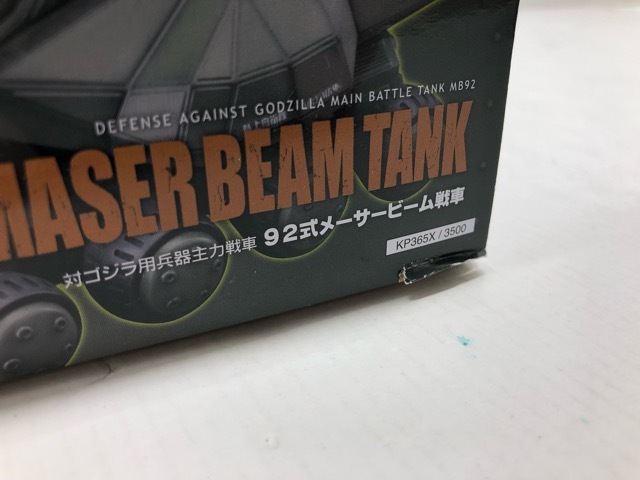 DEFENSE AGAINST GODZILLA MAIN BATTLE TANK MB92
MASER BEAM TANK
対ゴジラ用兵器主力戦車 92式メーサービーム戦車
KP365X / 3500